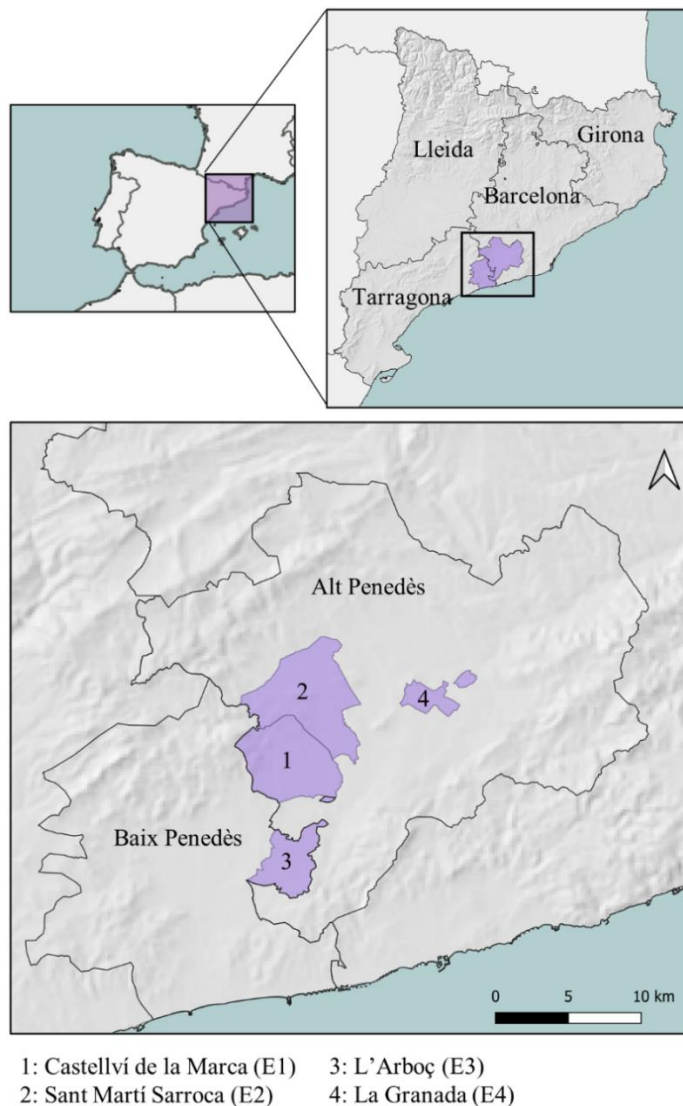 Lleida
Girona
Barcelona
Tarragona
Alt Penedès
2
4
1
Baix Penedès
3
0 5 10 km
1: Castellví de la Marca (E1) 3: L’Arboç (E3)
2: Sant Martí Sarroca (E2) 4: La Granada (E4)